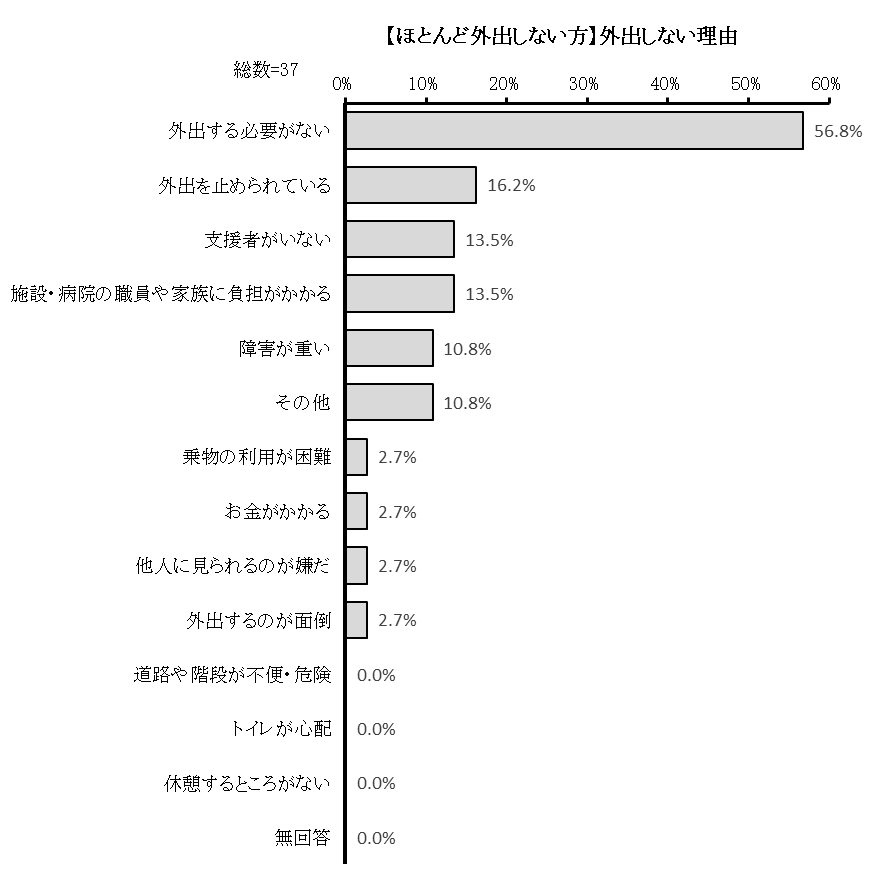 【ほとんど外出しない方】外出しない理由
総数=37
0% 10% 20% 30% 40% 50% 60%
外出する必要がない 56.8%
外出を止められている 16.2%
支援者がいない 13.5%
施設・病院の職員や家族に負担がかかる 13.5%
障害が重い 10.8%
その他 10.8%
乗物の利用が困難 2.7%
お金がかかる 2.7%
他人に見られるのが嫌だ 2.7%
外出するのが面倒 2.7%
道路や階段が不便・危険 0.0%
トイレが心配 0.0%
休憩するところがない 0.0%
無回答 0.0%